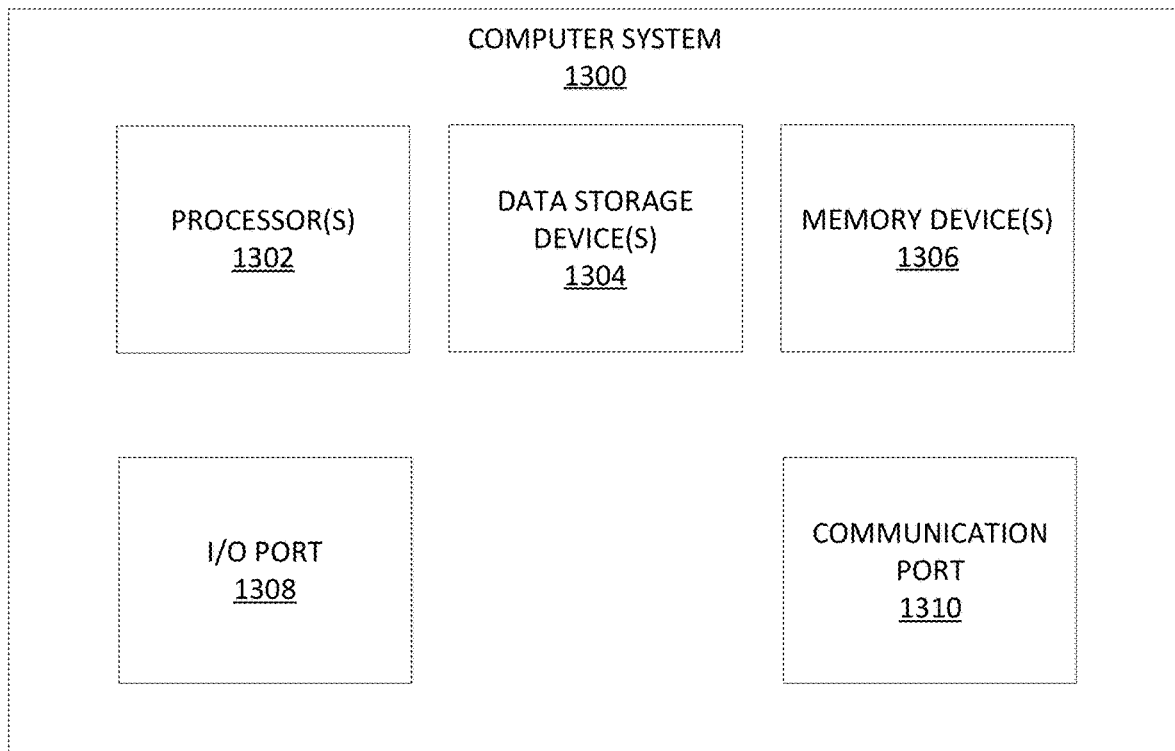 COMPUTER SYSTEM
1300
PROCESSOR(S)
1302
DATA STORAGE
DEVICE(S)
1304
MEMORY DEVICE(S)
1306
I/O PORT
1308
COMMUNICATION
PORT
1310